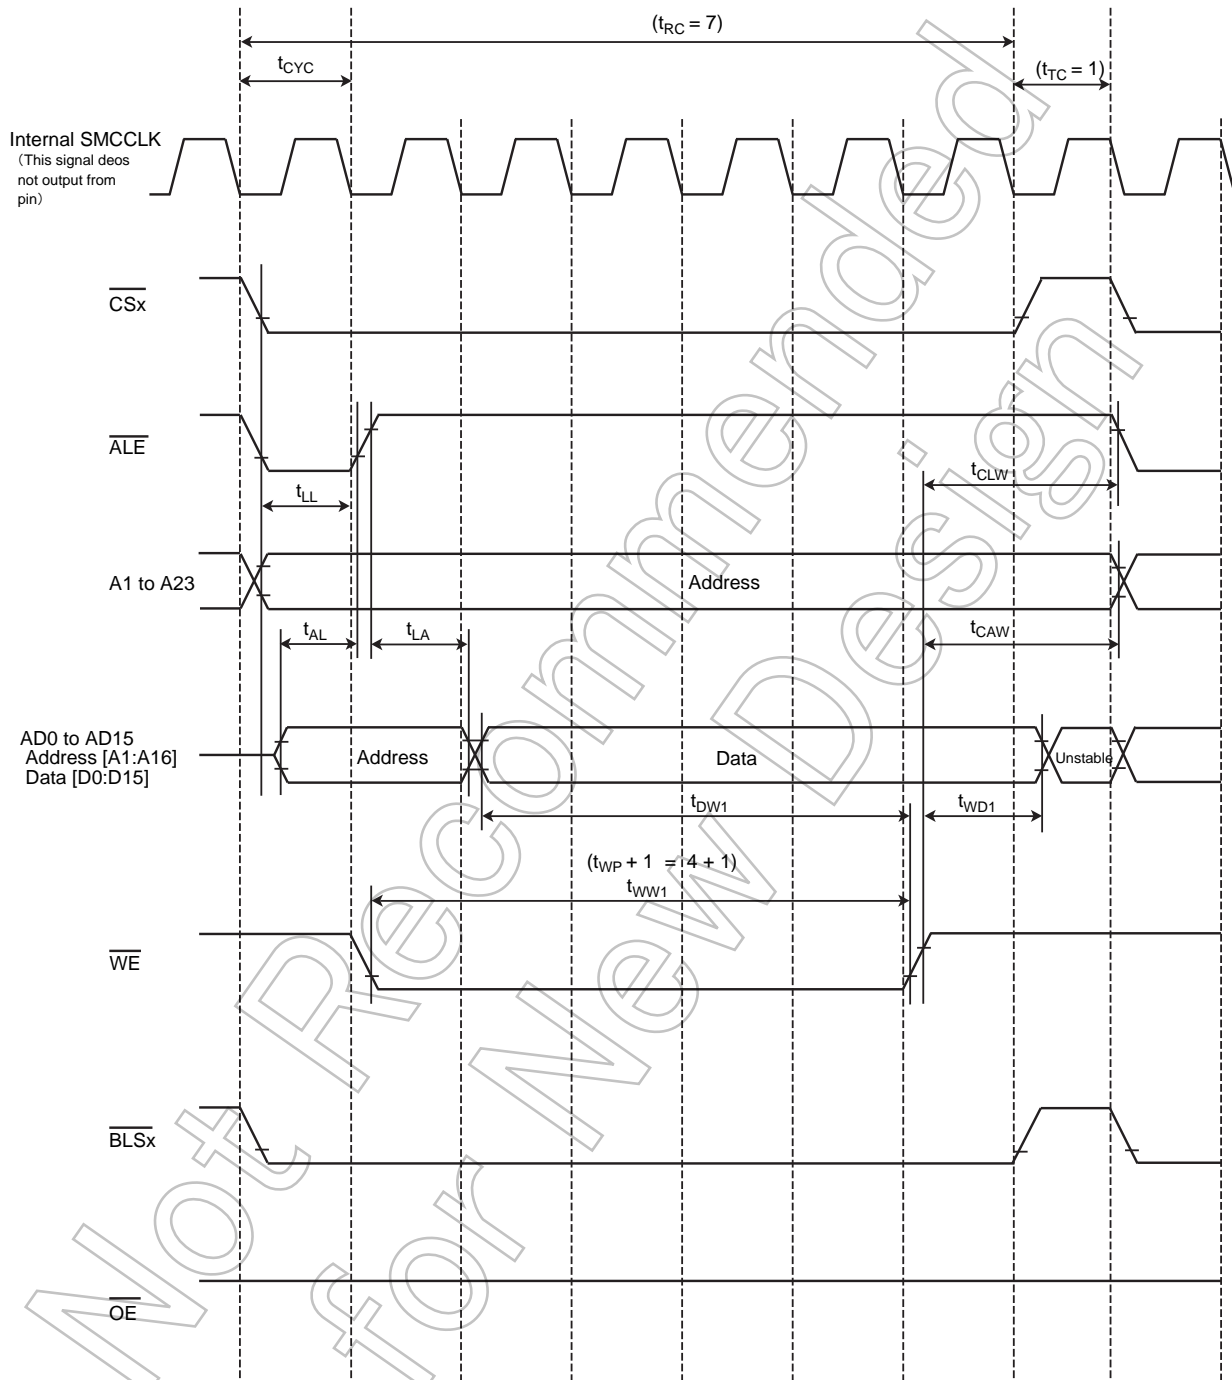 (tRC = 7)
tCYC
(tTC = 1)
Internal SMCCLK
(This signal deos
not output from
pin)
CSx
ALE
tCLW
tLL
A1 to A23
Address
tAL
tLA
tCAW
AD0 to AD15
Address [A1:A16]
Data [D0:D15]
Address
Data
Unstable
tDW1
tWD1
(tWP + 1 = 4 + 1)
tWW1
WE
BLSx
OE
Not Recommended
for New Design